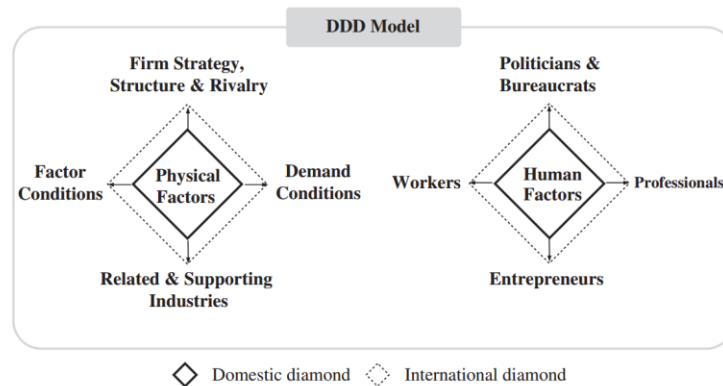 DDD Model
Firm Strategy,
Structure & Rivalry
Factor
Conditions
Physical
Factors
Demand
Conditions
Related & Supporting
Industries
Politicians &
Bureaucrats
Workers
Human
Factors
Professionals
Entrepreneurs
Domestic diamond
International diamond